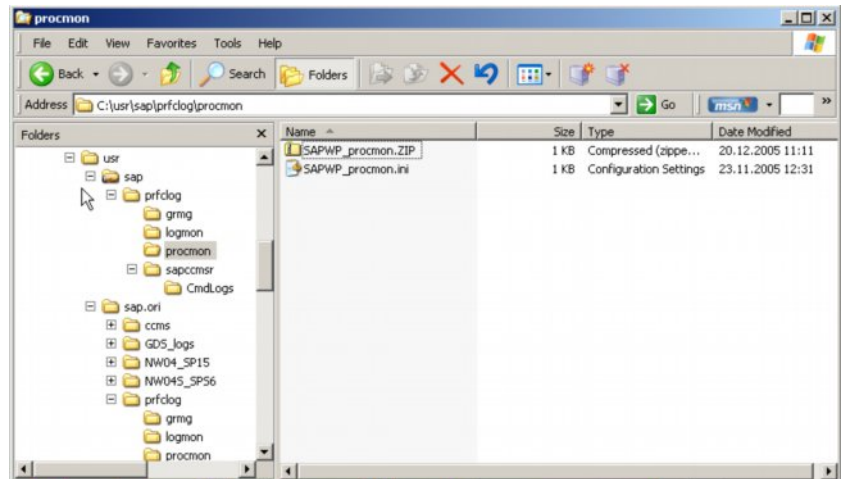 procmon
File Edit View Favorites Tools Help
Back Search Folders
Address C:\usr\sap\prfclog\procmon Go msn »
Folders x Name Size Type Date Modified
SAPWP_procmon.ZIP 1 KB Compressed (zippe... 20.12.2005 11:11
SAPWP_procmon.ini 1 KB Configuration Settings 23.11.2005 12:31
usr
sap
prfclog
grmg
logmon
procmon
sapccmsr
CmdLogs
sap.ori
ccms
GDS_logs
NW04_SP15
NW04S_SPS6
prfclog
grmg
logmon
procmon